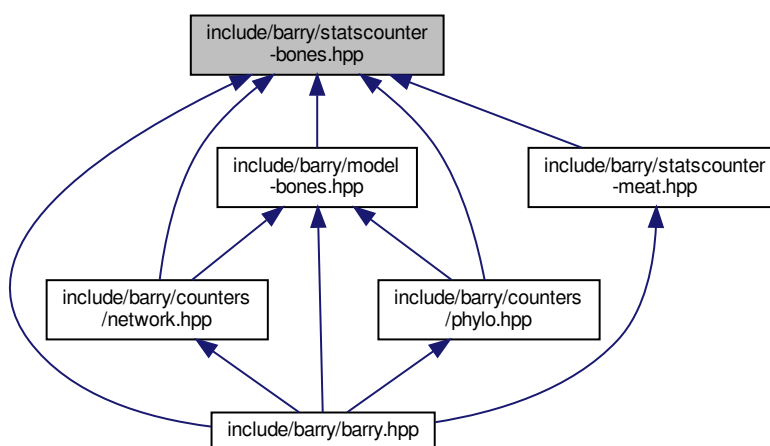 include/barry/statscounter
-bones.hpp
include/barry/model
-bones.hpp
include/barry/statscounter
-meat.hpp
include/barry/counters
/network.hpp
include/barry/counters
/phylo.hpp
include/barry/barry.hpp